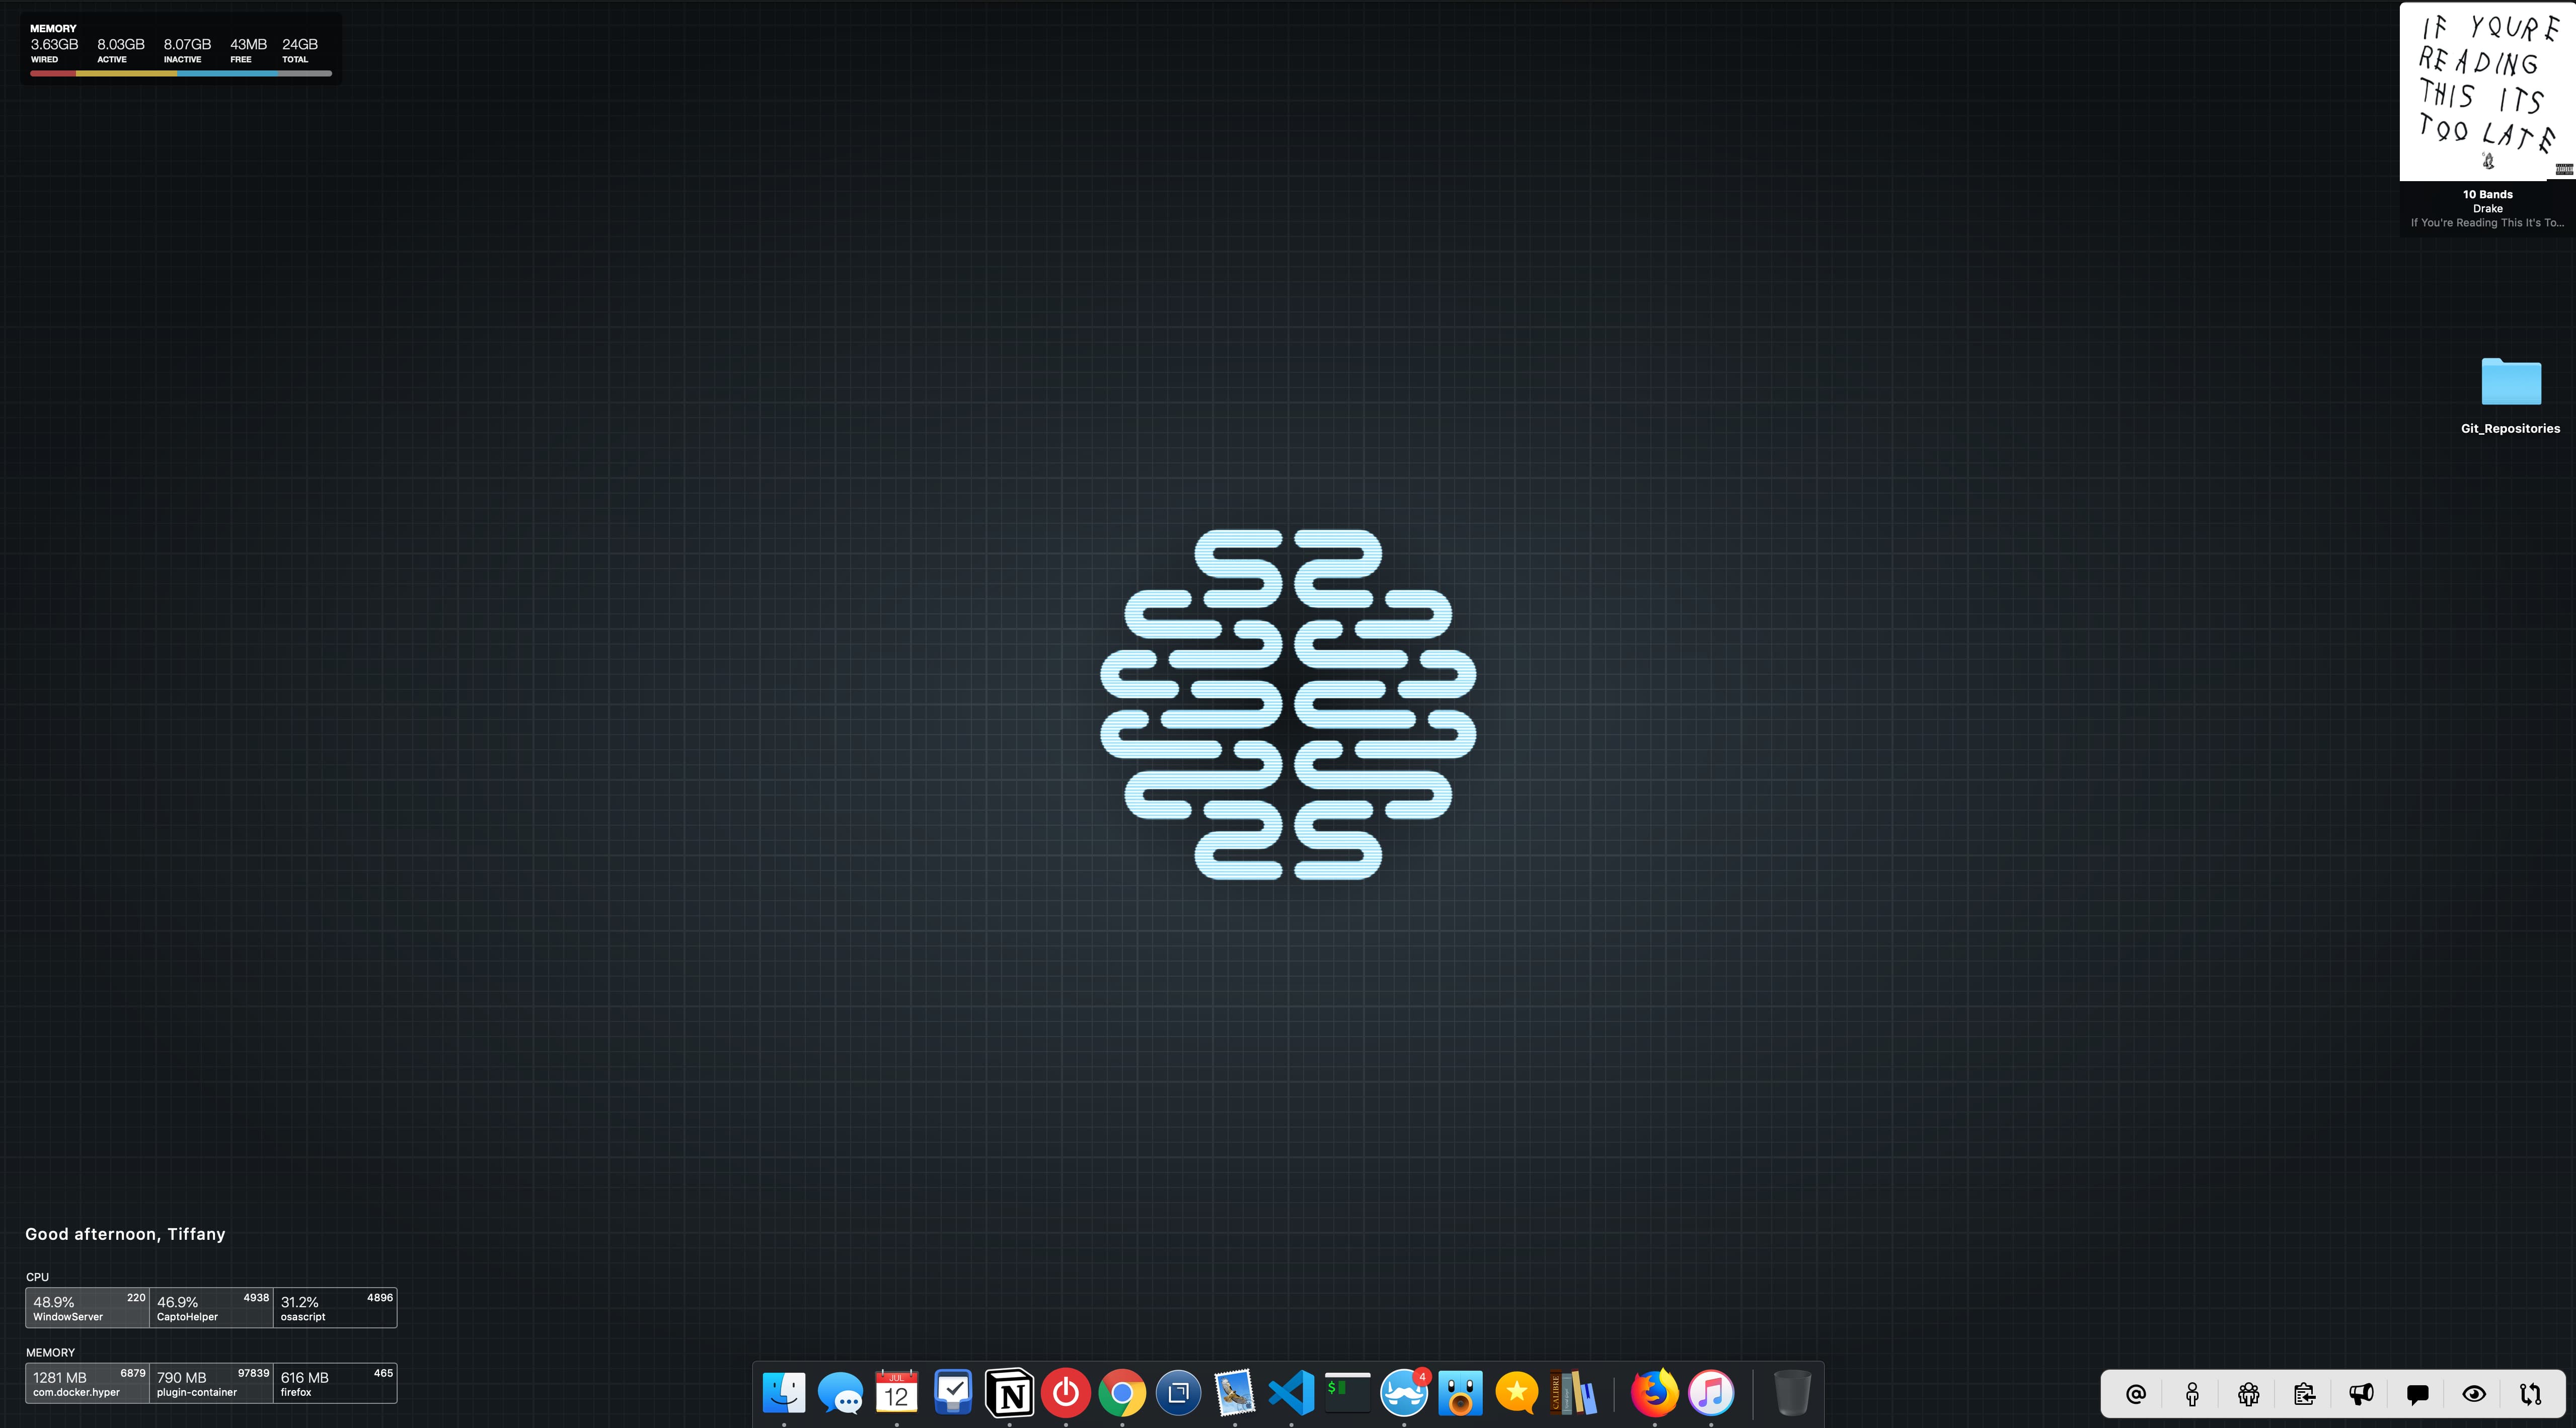 MEMORY
3.63GB 8.03GB 8.07GB 43MB 24GB
WIRED ACTIVE INACTIVE FREE TOTAL
IF YOURE
READING
THIS ITS
TOO LATE
10 Bands
Drake
If You're Reading This It's To...
Git_Repositories
Good afternoon, Tiffany
CPU
48.9% 220 46.9% 4938 31.2% 4896
WindowServer CaptoHelper osascript
MEMORY
1281 MB 6879 790 MB 97839 616 MB 465
com.docker.hyper plugin-container firefox
JUL
12
N
$
CALIBRE
4
@